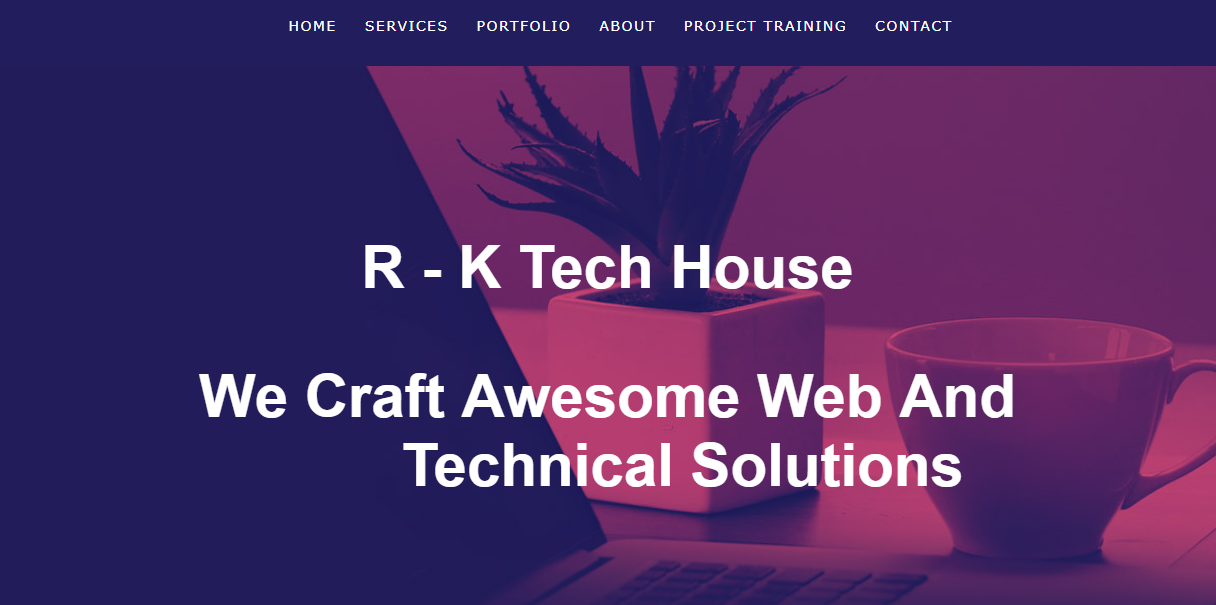 HOME SERVICES PORTFOLIO ABOUT PROJECT TRAINING CONTACT
R - K Tech House
We Craft Awesome Web And
Technical Solutions